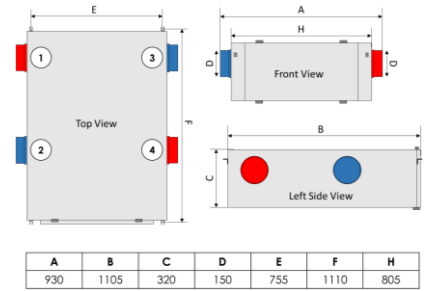 E
A
H
1
3
D
D
Front View
Top View
F
B
2
4
C
Left Side View
A B C D E F H
930 1105 320 150 755 1110 805